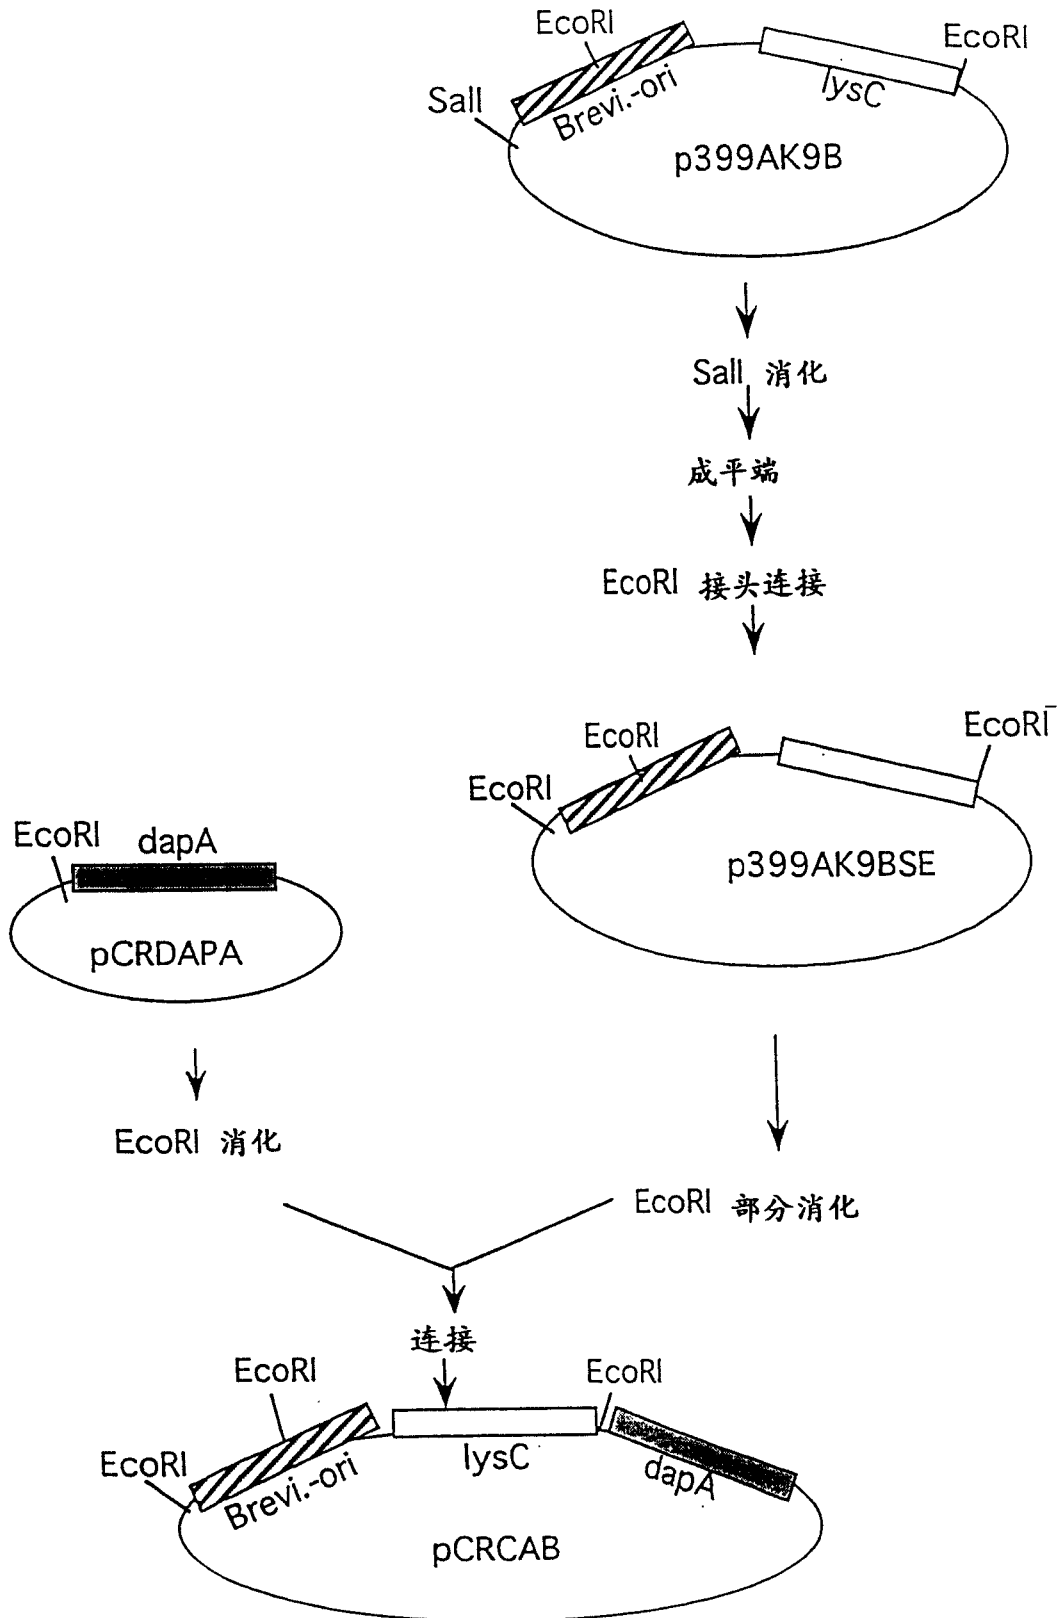 EcoRI
EcoRI
SalI
Brevi.-ori
lysC
p399AK9B
SalI 消化
成平端
EcoRI 接头连接
EcoRI
EcoRI
EcoRI
p399AK9BSE
EcoRI
dapA
pCRDAPA
EcoRI 消化
EcoRI 部分消化
连接
EcoRI
EcoRI
EcoRI
Brevi.-ori
lysC
dapA
pCRCAB